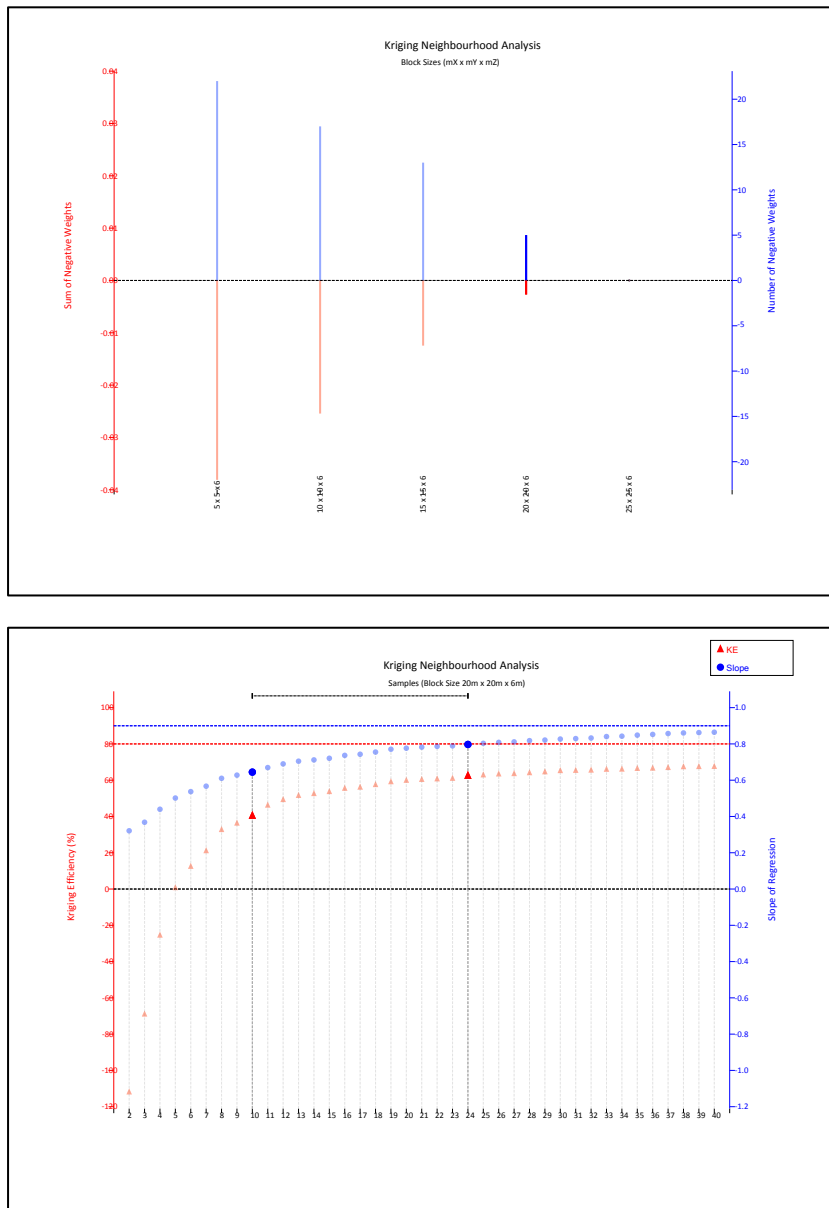 Kriging Neighbourhood Analysis
Block Sizes (mX x mY x mZ)
0.04
0.03
0.02
0.01
0.00
-0.01
-0.02
-0.03
-0.04
Sum of Negative Weights
20
15
10
5
0
-5
-10
-15
-20
Number of Negative Weights
5 x 5 x 6
10 x 10 x 6
15 x 15 x 6
20 x 20 x 6
25 x 25 x 6
KE
Slope
Kriging Neighbourhood Analysis
Samples (Block Size 20m x 20m x 6m)
100
80
60
40
20
0
-20
-40
-60
-80
-100
-120
Kriging Efficiency (%)
1.0
0.8
0.6
0.4
0.2
0.0
-0.2
-0.4
-0.6
-0.8
-1.0
-1.2
Slope of Regression
2 3 4 5 6 7 8 9 10 11 12 13 14 15 16 17 18 19 20 21 22 23 24 25 26 27 28 29 30 31 32 33 34 35 36 37 38 39 40